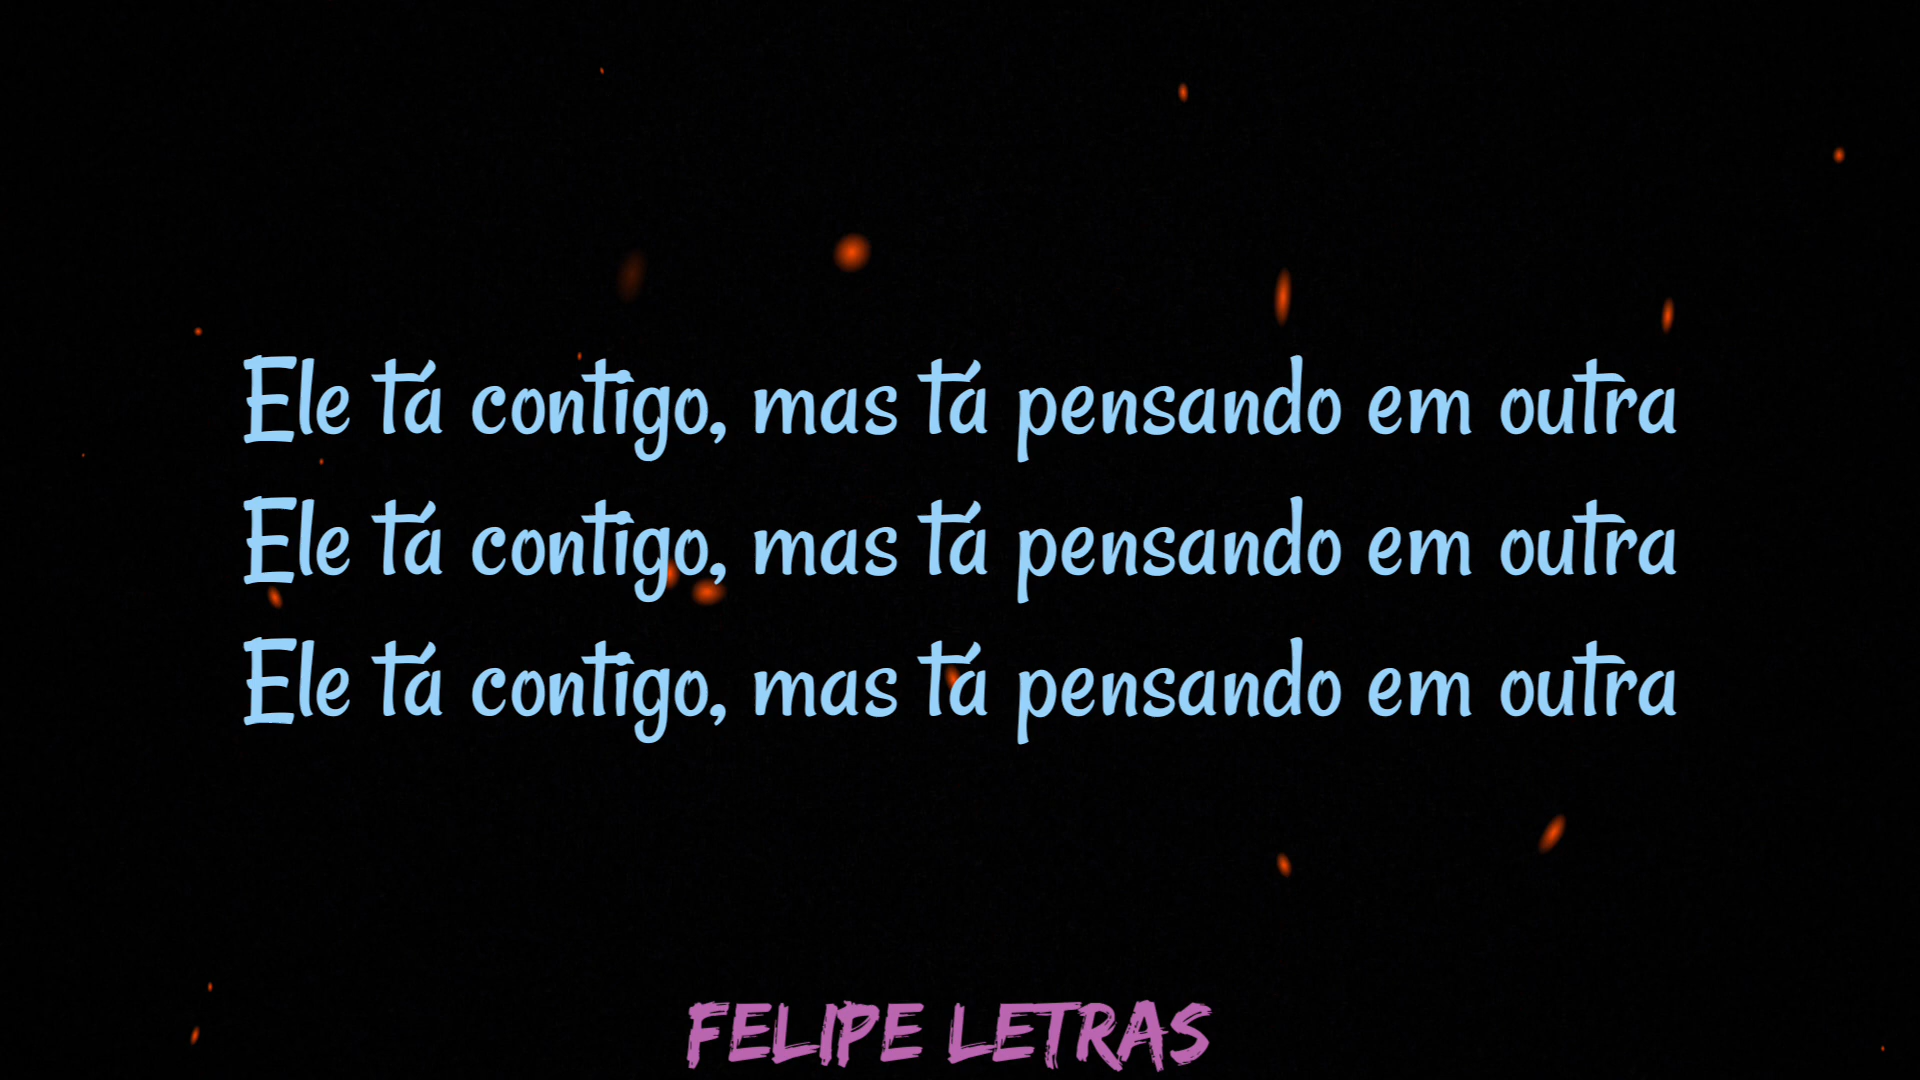 Ele tá contigo, mas tá pensando em outra
Ele tá contigo, mas tá pensando em outra
Ele tá contigo, mas tá pensando em outra
FELIPE LETRAS